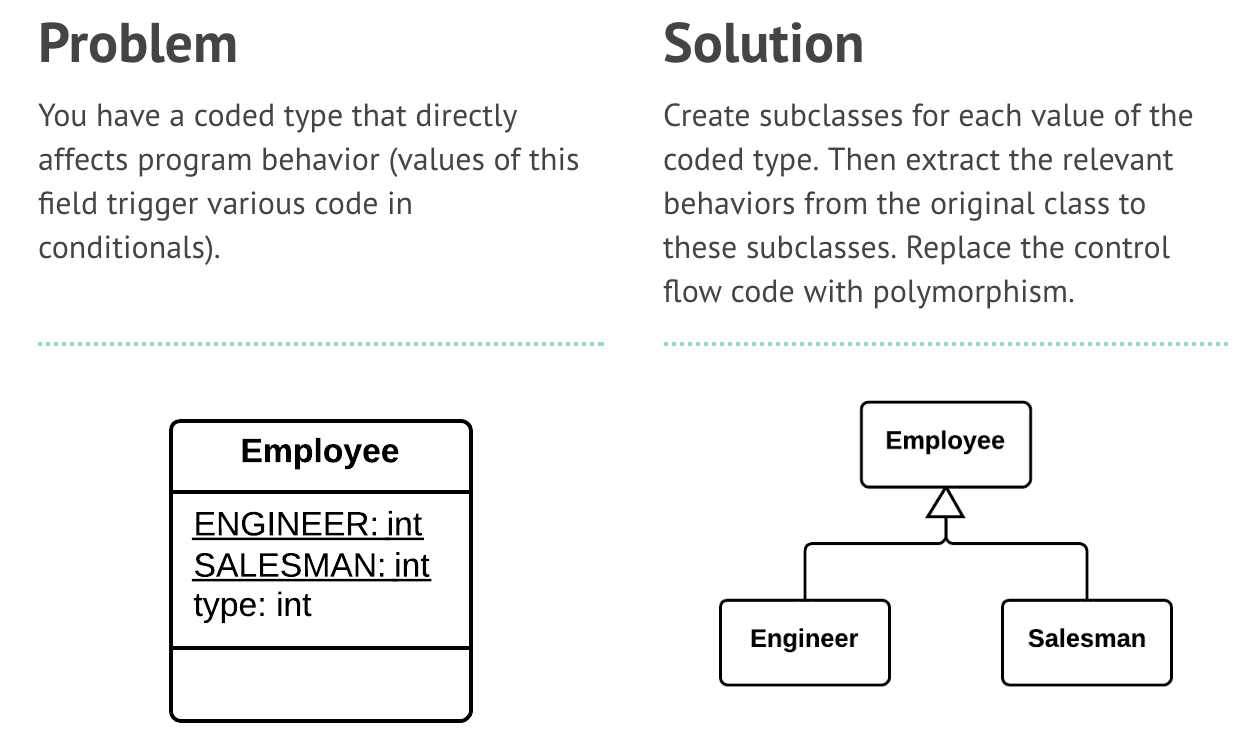 Problem
You have a coded type that directly
affects program behavior (values of this
field trigger various code in
conditionals).
Employee
ENGINEER: int
SALESMAN: int
type: int
Solution
Create subclasses for each value of the
coded type. Then extract the relevant
behaviors from the original class to
these subclasses. Replace the control
flow code with polymorphism.
Employee
Engineer
Salesman